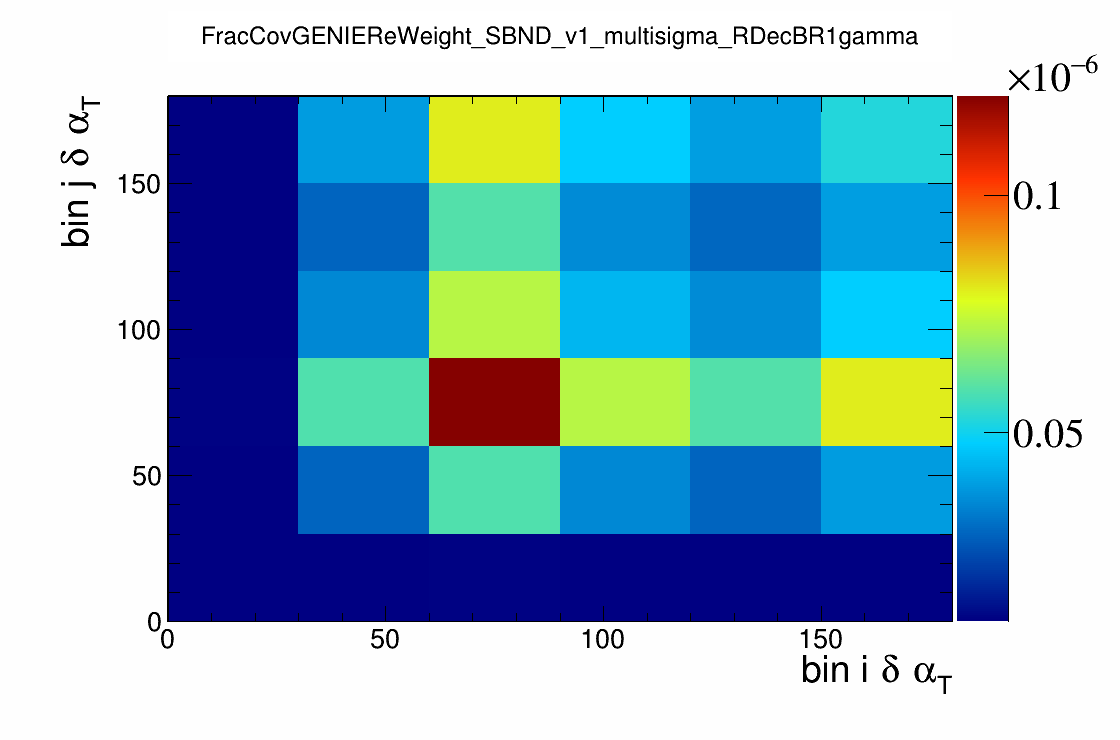 FracCovGENIEReWeight_SBND_v1_multisigma_RDecBR1gamma
×10⁻⁶
bin j δ α_T
150
100
50
0
0 50 100 150
bin i δ α_T
0.1
0.05